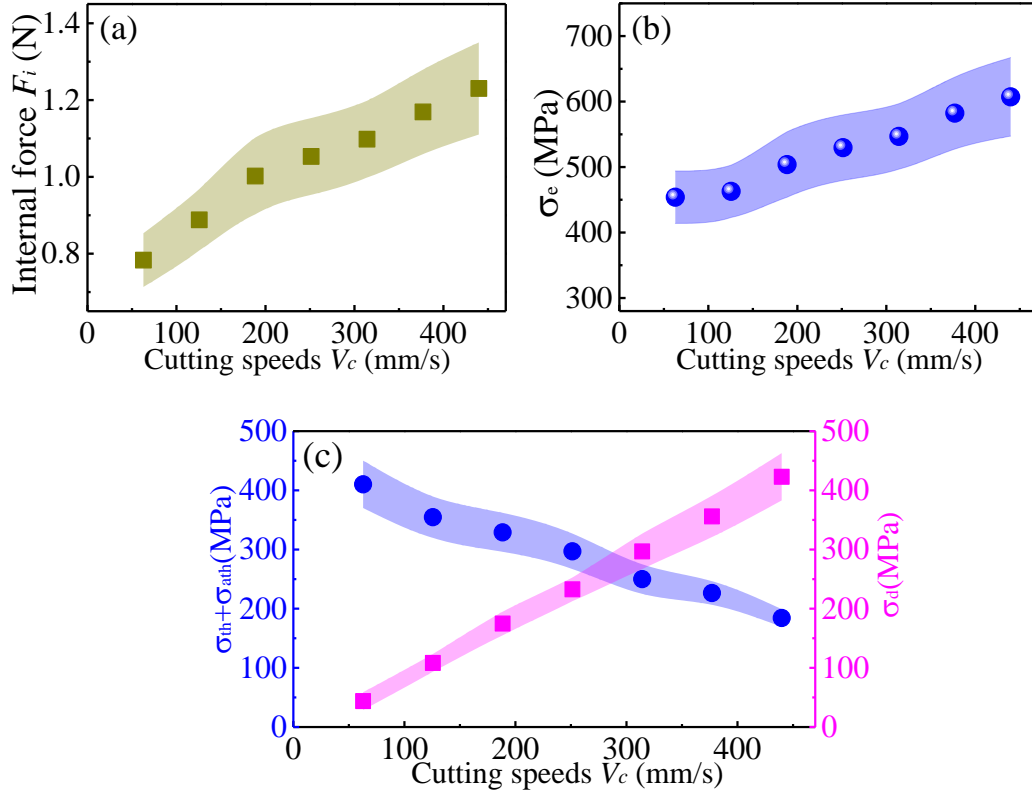 (a)
Internal force Fi (N)
1.4
1.2
1.0
0.8
0 100 200 300 400
Cutting speeds Vc (mm/s)
(b)
σe (MPa)
700
600
500
400
300
0 100 200 300 400
Cutting speeds Vc (mm/s)
(c)
σth+σath(MPa)
500
400
300
200
100
0
σd(MPa)
500
400
300
200
100
0
0 100 200 300 400
Cutting speeds Vc (mm/s)